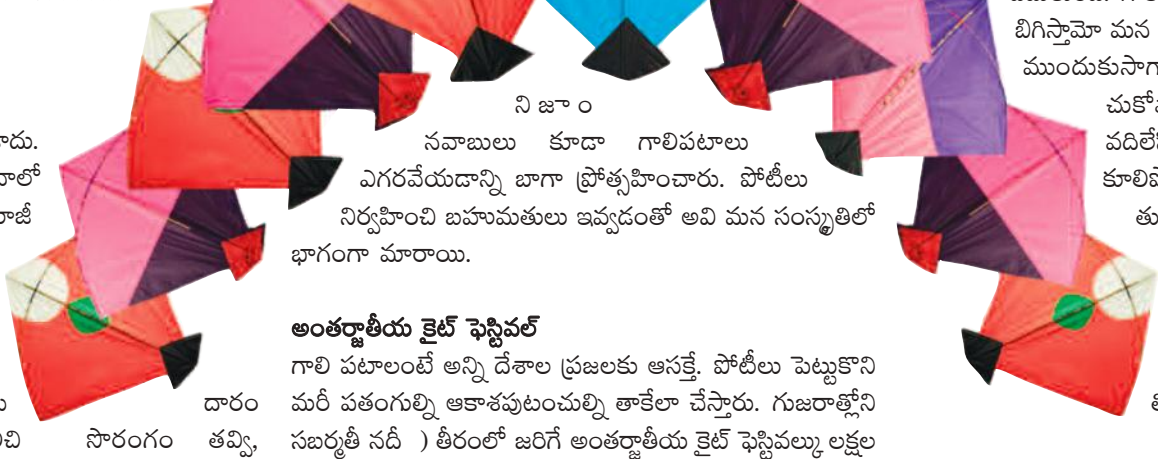 ని జా ం
నవాబులు కూడా గాలిపటాలు
ఎగరవేయడాన్ని బాగా ప్రోత్సహించారు. పోటీలు
నిర్వహించి బహుమతులు ఇవ్వడంతో అవి మన సంస్కృతిలో
భాగంగా మారాయి.
అంతర్జాతీయ కైట్ ఫెస్టివల్
గాలి పటాలంటే అన్ని దేశాల ప్రజలకు ఆసక్తే. పోటీలు పెట్టుకొని
మరీ పతంగుల్ని ఆకాశపుటంచుల్ని తాకేలా చేస్తారు. గుజరాత్లోని
సబర్మతీ నదీ ) తీరంలో జరిగే అంతర్జాతీయ కైట్ ఫెస్టివల్కు లక్షల
దారం
సొరంగం తవ్వి,
బిగిస్తామో మన